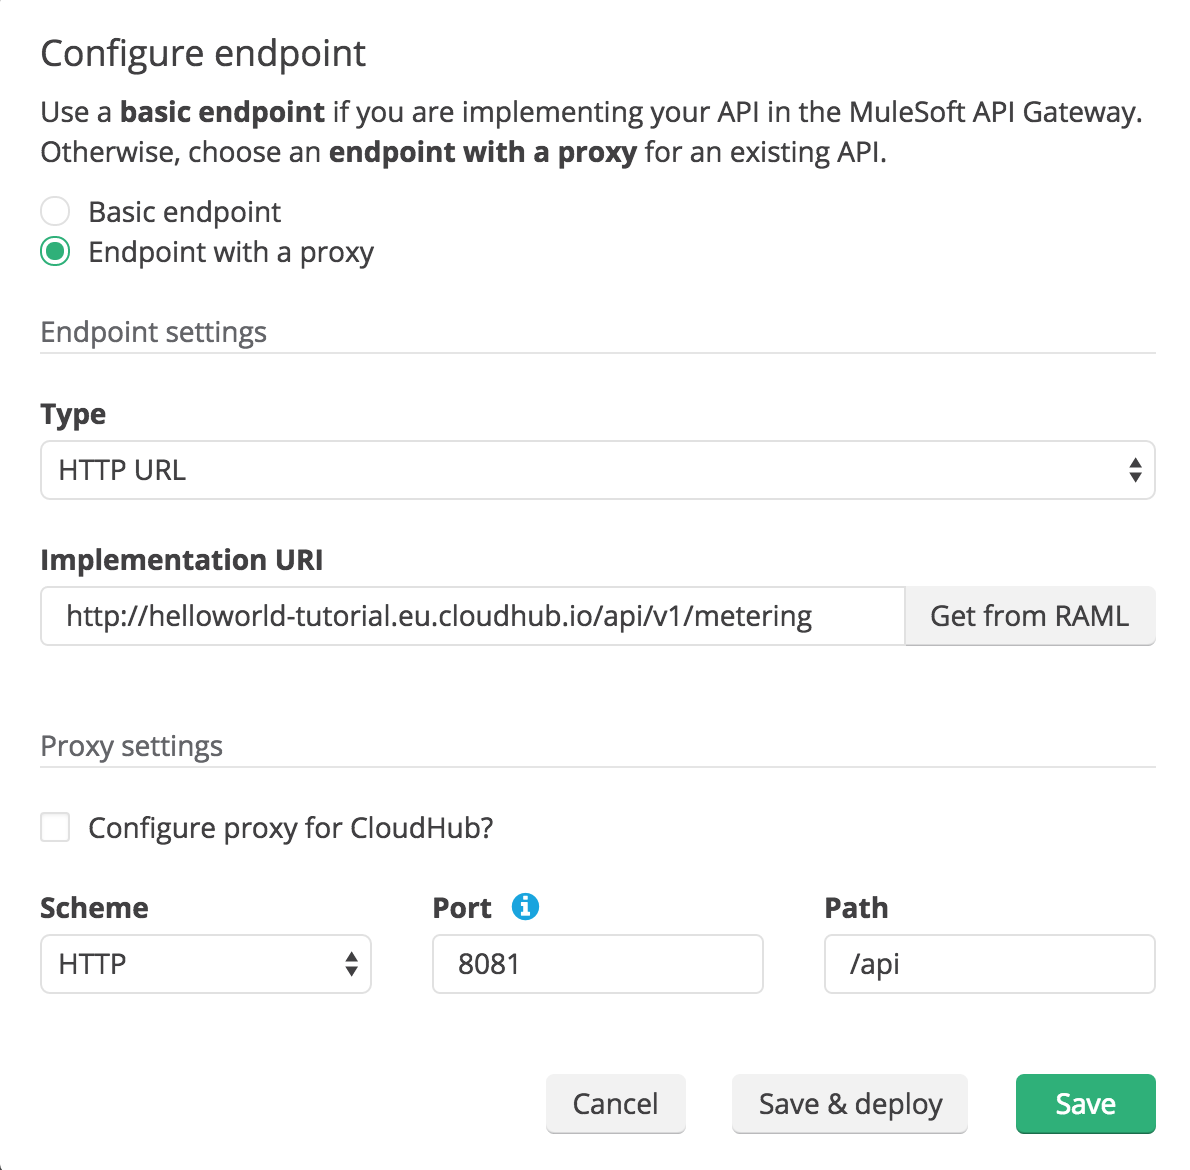 Configure endpoint
Use a basic endpoint if you are implementing your API in the MuleSoft API Gateway.
Otherwise, choose an endpoint with a proxy for an existing API.
Basic endpoint
Endpoint with a proxy
Endpoint settings
Type
HTTP URL
Implementation URI
http://helloworld-tutorial.eu.cloudhub.io/api/v1/metering Get from RAML
Proxy settings
Configure proxy for CloudHub?
Scheme Port Path
HTTP 8081 /api
Cancel Save & deploy Save